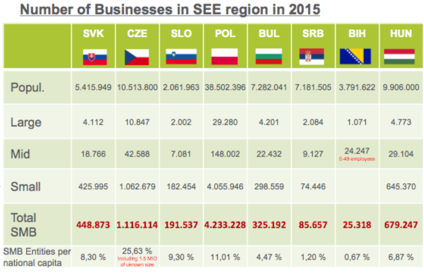 Number of Businesses in SEE region in 2015
SVK CZE SLO POL BUL SRB BIH HUN
Popul. 5.415.949 10.513.800 2.061.963 38.502.396 7.282.041 7.181.505 3.791.622 9.906.000
Large 4.112 10.847 2.002 29.280 4.201 2.084 1.071 4.773
Mid 18.766 42.588 7.081 148.002 22.432 9.127 24.247 29.104
0-49 employees
Small 425.995 1.062.679 182.454 4.055.946 298.559 74.446 645.370
Total SMB 448.873 1.116.114 191.537 4.233.228 325.192 85.657 25.318 679.247
SMB Entities per national capita 8,30 % 25,63 % 9,30 % 11,01 % 4,47 % 1,20 % 0,67 % 6,87 %
including 1.5 MIO of unknown size